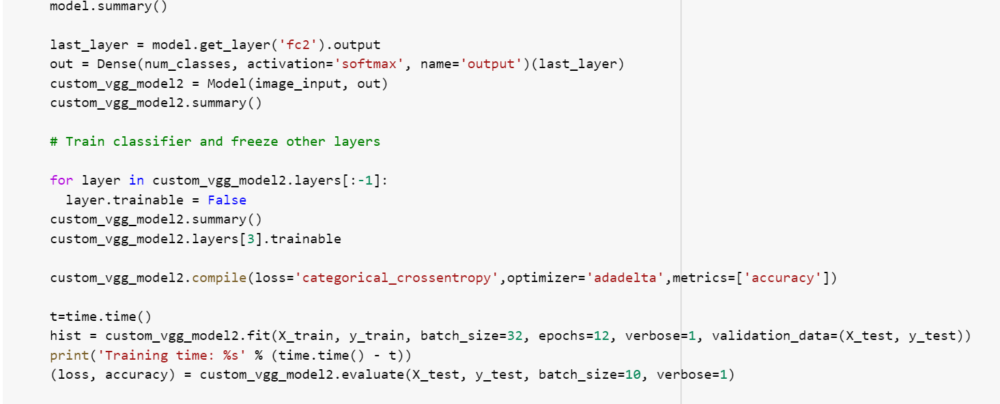 model.summary()
last_layer = model.get_layer('fc2').output
out = Dense(num_classes, activation='softmax', name='output')(last_layer)
custom_vgg_model2 = Model(image_input, out)
custom_vgg_model2.summary()
# Train classifier and freeze other layers
for layer in custom_vgg_model2.layers[:-1]:
  layer.trainable = False
custom_vgg_model2.summary()
custom_vgg_model2.layers[3].trainable
custom_vgg_model2.compile(loss='categorical_crossentropy',optimizer='adadelta',metrics=['accuracy'])
t=time.time()
hist = custom_vgg_model2.fit(X_train, y_train, batch_size=32, epochs=12, verbose=1, validation_data=(X_test, y_test))
print('Training time: %s' % (time.time() - t))
(loss, accuracy) = custom_vgg_model2.evaluate(X_test, y_test, batch_size=10, verbose=1)